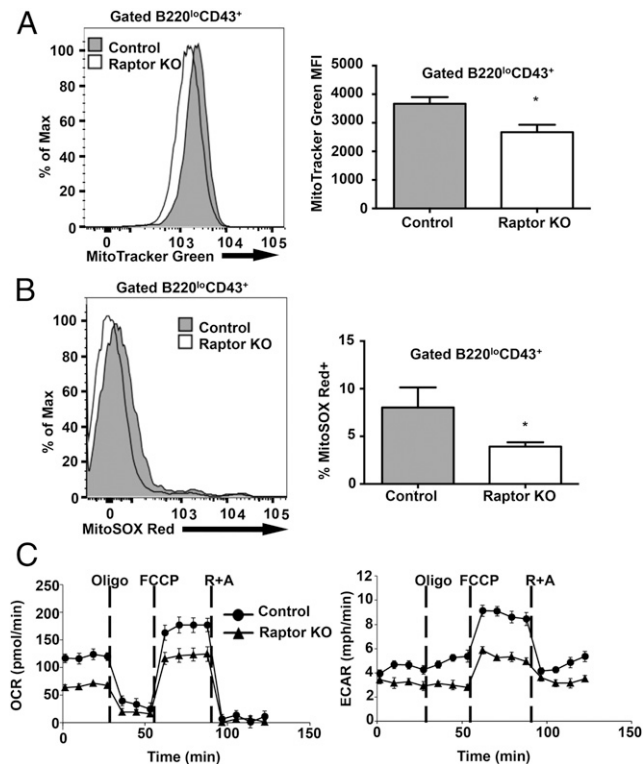 A
Gated B220loCD43+
Control
Raptor KO
% of Max
100
80
60
40
20
0
0 103 104 105
MitoTracker Green
Gated B220loCD43+
MitoTracker Green MFI
6000
5000
4000
3000
2000
1000
0
*
Control Raptor KO
B
Gated B220loCD43+
Control
Raptor KO
% of Max
100
80
60
40
20
0
0 103 104 105
MitoSOX Red
Gated B220loCD43+
% MitoSOX Red+
15
10
5
0
*
Control Raptor KO
C
Oligo FCCP R+A
Control
Raptor KO
OCR (pmol/min)
250
200
150
100
50
0
0 50 100 150
Time (min)
Oligo FCCP R+A
ECAR (mph/min)
12
10
8
6
4
2
0
0 50 100 150
Time (min)